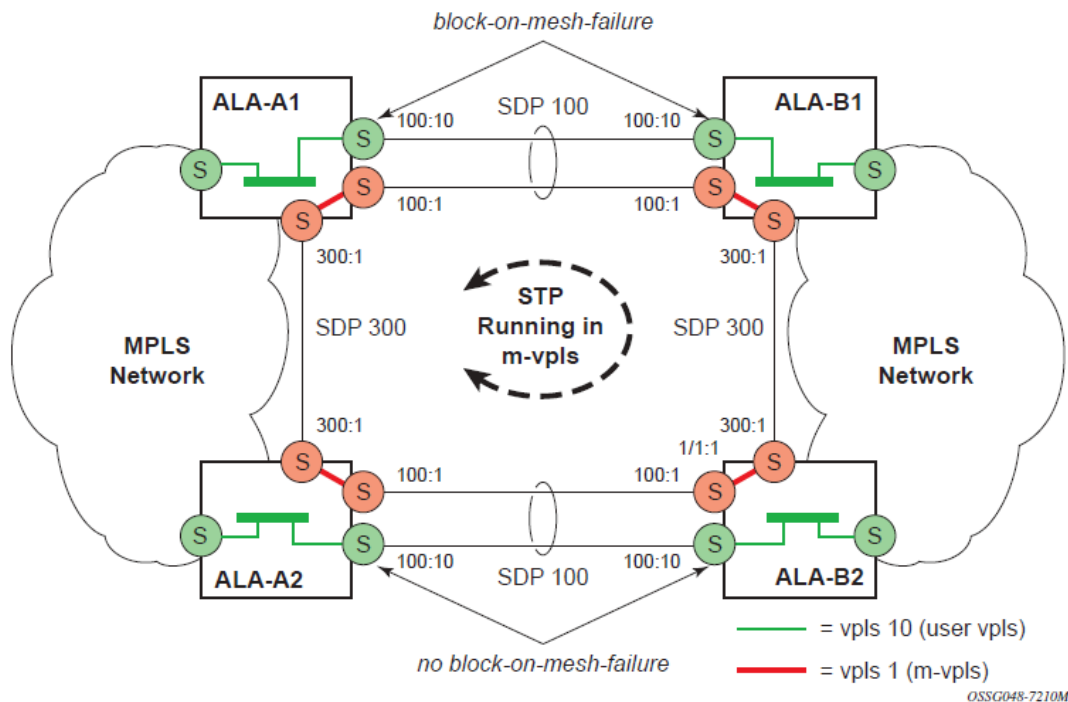 block-on-mesh-failure
ALA-A1
ALA-B1
SDP 100
100:10
100:10
S
S
S
S
S
S
100:1
100:1
S
S
300:1
300:1
STP
Running in
m-vpls
SDP 300
SDP 300
MPLS
Network
MPLS
Network
300:1
300:1
1/1:1
S
S
100:1
100:1
S
S
S
S
S
S
100:10
100:10
SDP 100
ALA-A2
ALA-B2
= vpls 10 (user vpls)
no block-on-mesh-failure
= vpls 1 (m-vpls)
OSSG048-7210M